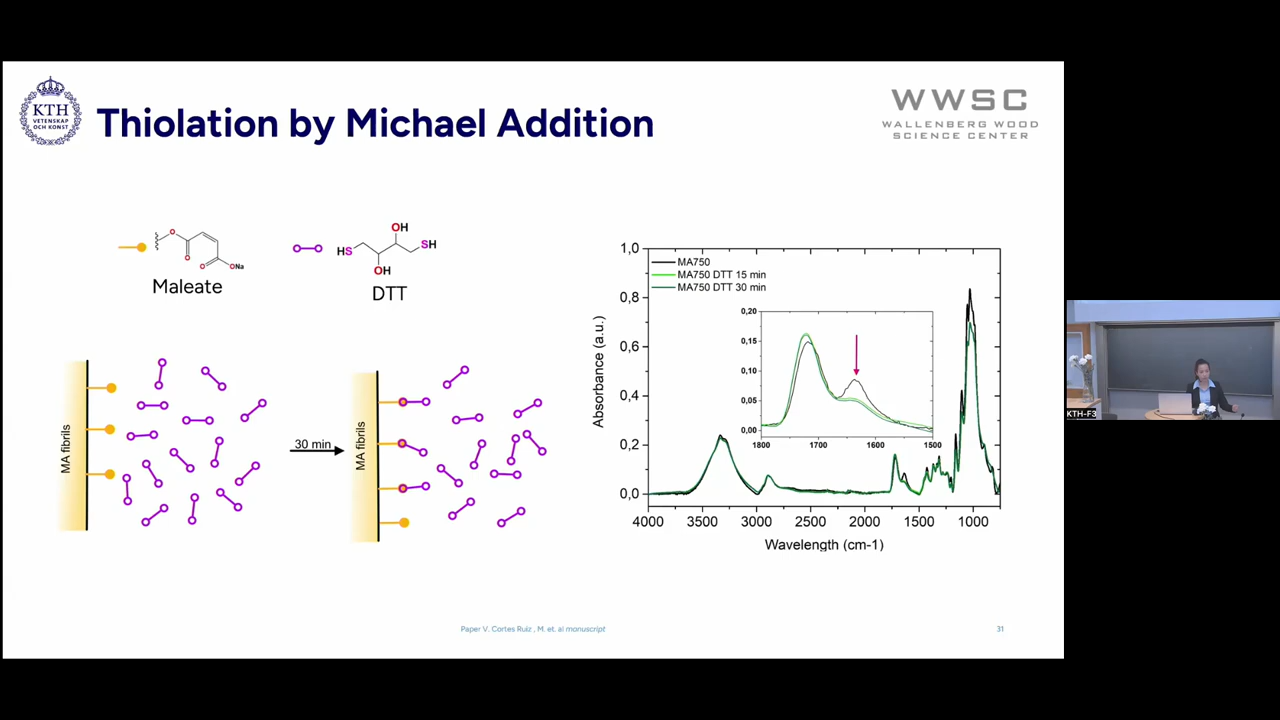 KTH
VETENSKAP
OCH KONST
Thiolation by Michael Addition
WWSC
WALLENBERG WOOD
SCIENCE CENTER
O
O
O
ONa
Maleate
OH
HS
SH
OH
DTT
MA fibrils
30 min
MA fibrils
1,0
0,8
0,6
0,4
0,2
0,0
Absorbance (a.u.)
MA750
MA750 DTT 15 min
MA750 DTT 30 min
0,20
0,15
0,10
0,05
0,00
1800 1700 1600 1500
4000 3500 3000 2500 2000 1500 1000
Wavelength (cm-1)
Paper V. Cortes Ruiz , M. et. al manuscript
31
KTH-F3